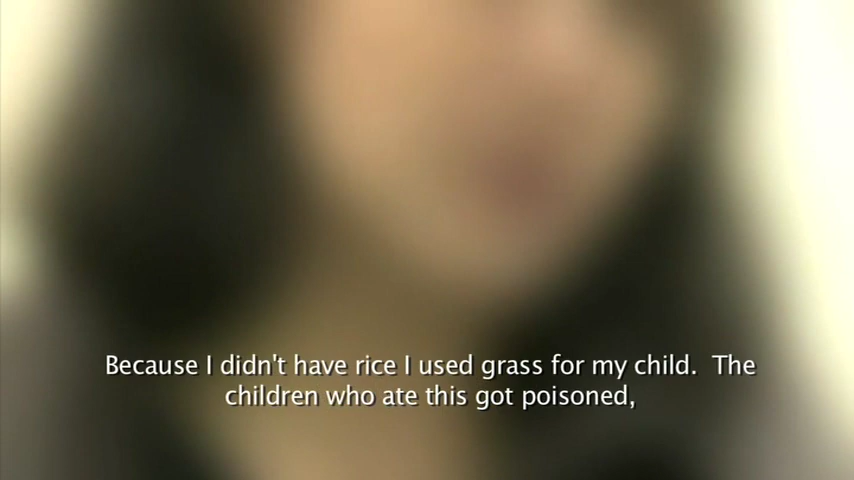 Because I didn't have rice I used grass for my child.  The
children who ate this got poisoned,